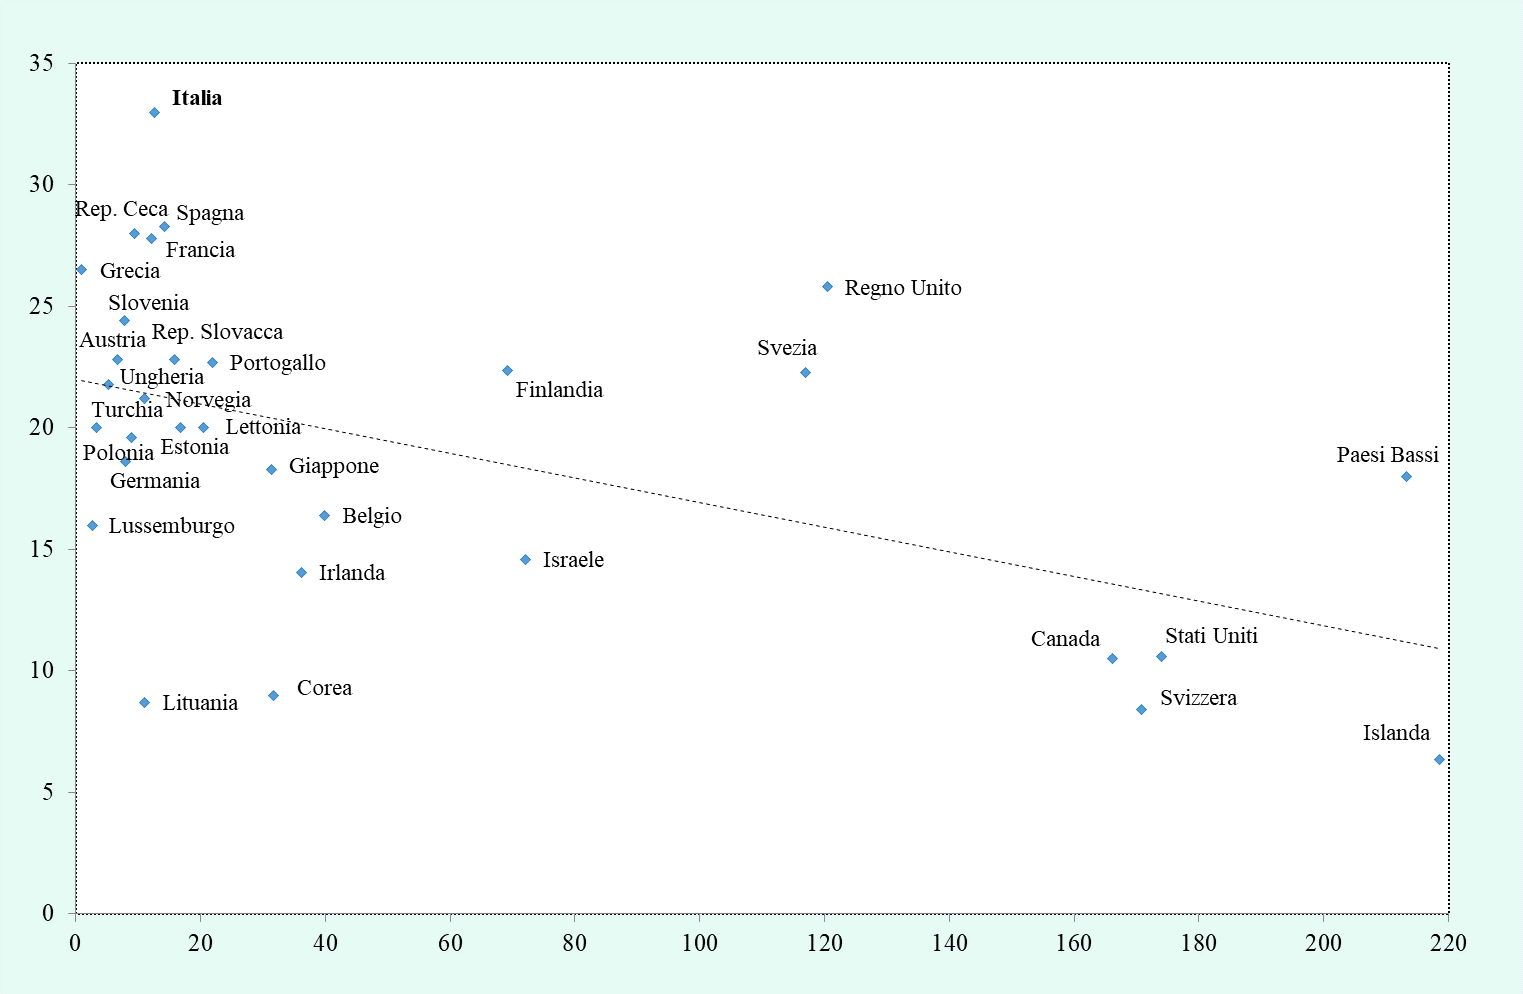 35
Italia
30
Rep. Ceca
Spagna
Francia
Grecia
25
Slovenia
Regno Unito
Rep. Slovacca
Austria
Svezia
Portogallo
Ungheria
Finlandia
Norvegia
Turchia
20
Lettonia
Estonia
Polonia
Paesi Bassi
Giappone
Germania
Belgio
Lussemburgo
15
Israele
Irlanda
Canada
Stati Uniti
10
Corea
Svizzera
Lituania
Islanda
5
0
0 20 40 60 80 100 120 140 160 180 200 220